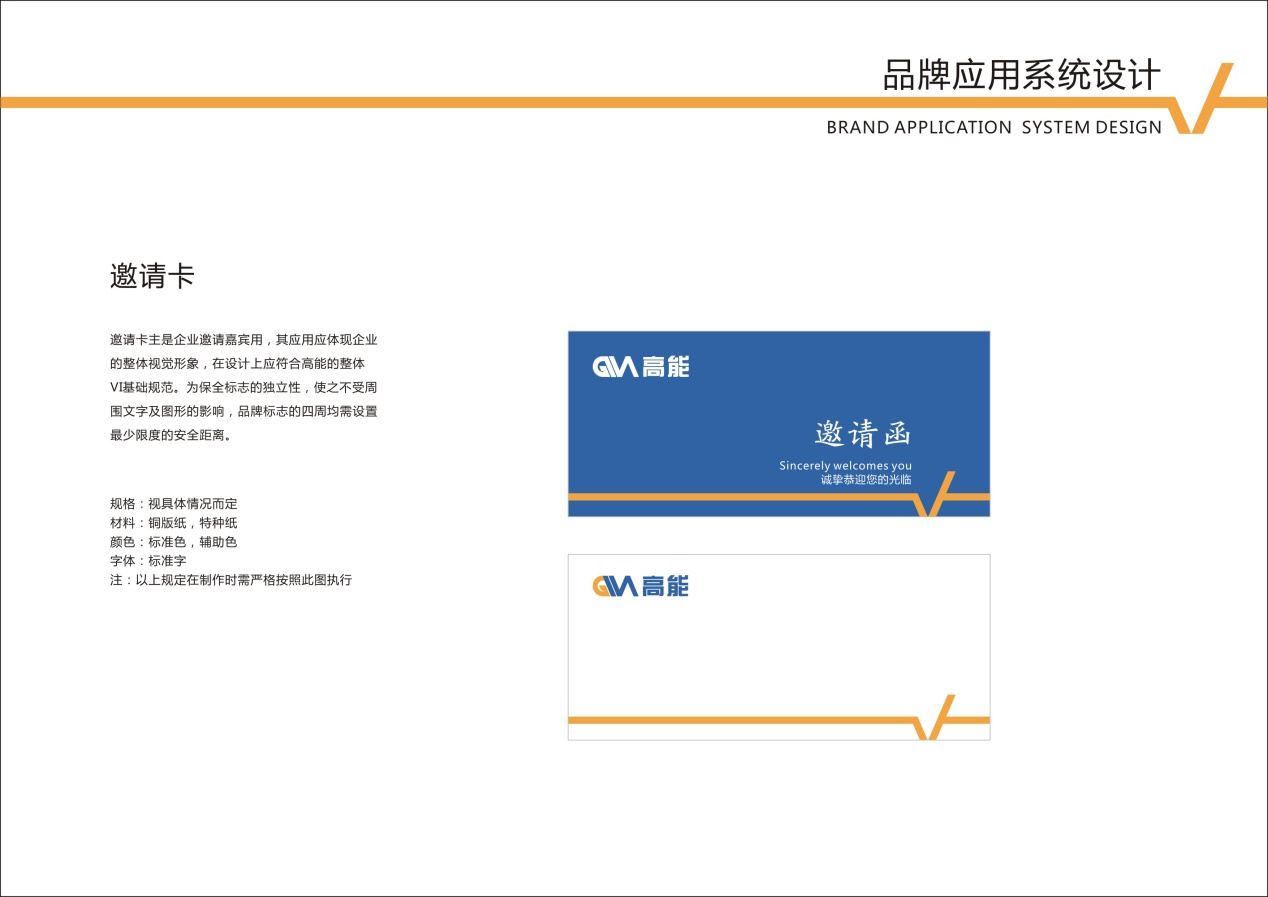 品牌应用系统设计
BRAND APPLICATION SYSTEM DESIGN
邀请卡
邀请卡主是企业邀请嘉宾用，其应用应体现企业
的整体视觉形象，在设计上应符合高能的整体
VI基础规范。为保全标志的独立性，使之不受周
围文字及图形的影响，品牌标志的四周均需设置
最少限度的安全距离。
规格：视具体情况而定
材料：铜版纸，特种纸
颜色：标准色，辅助色
字体：标准字
注：以上规定在制作时需严格按照此图执行
高能
邀请函
Sincerely welcomes you
诚挚恭迎您的光临
高能